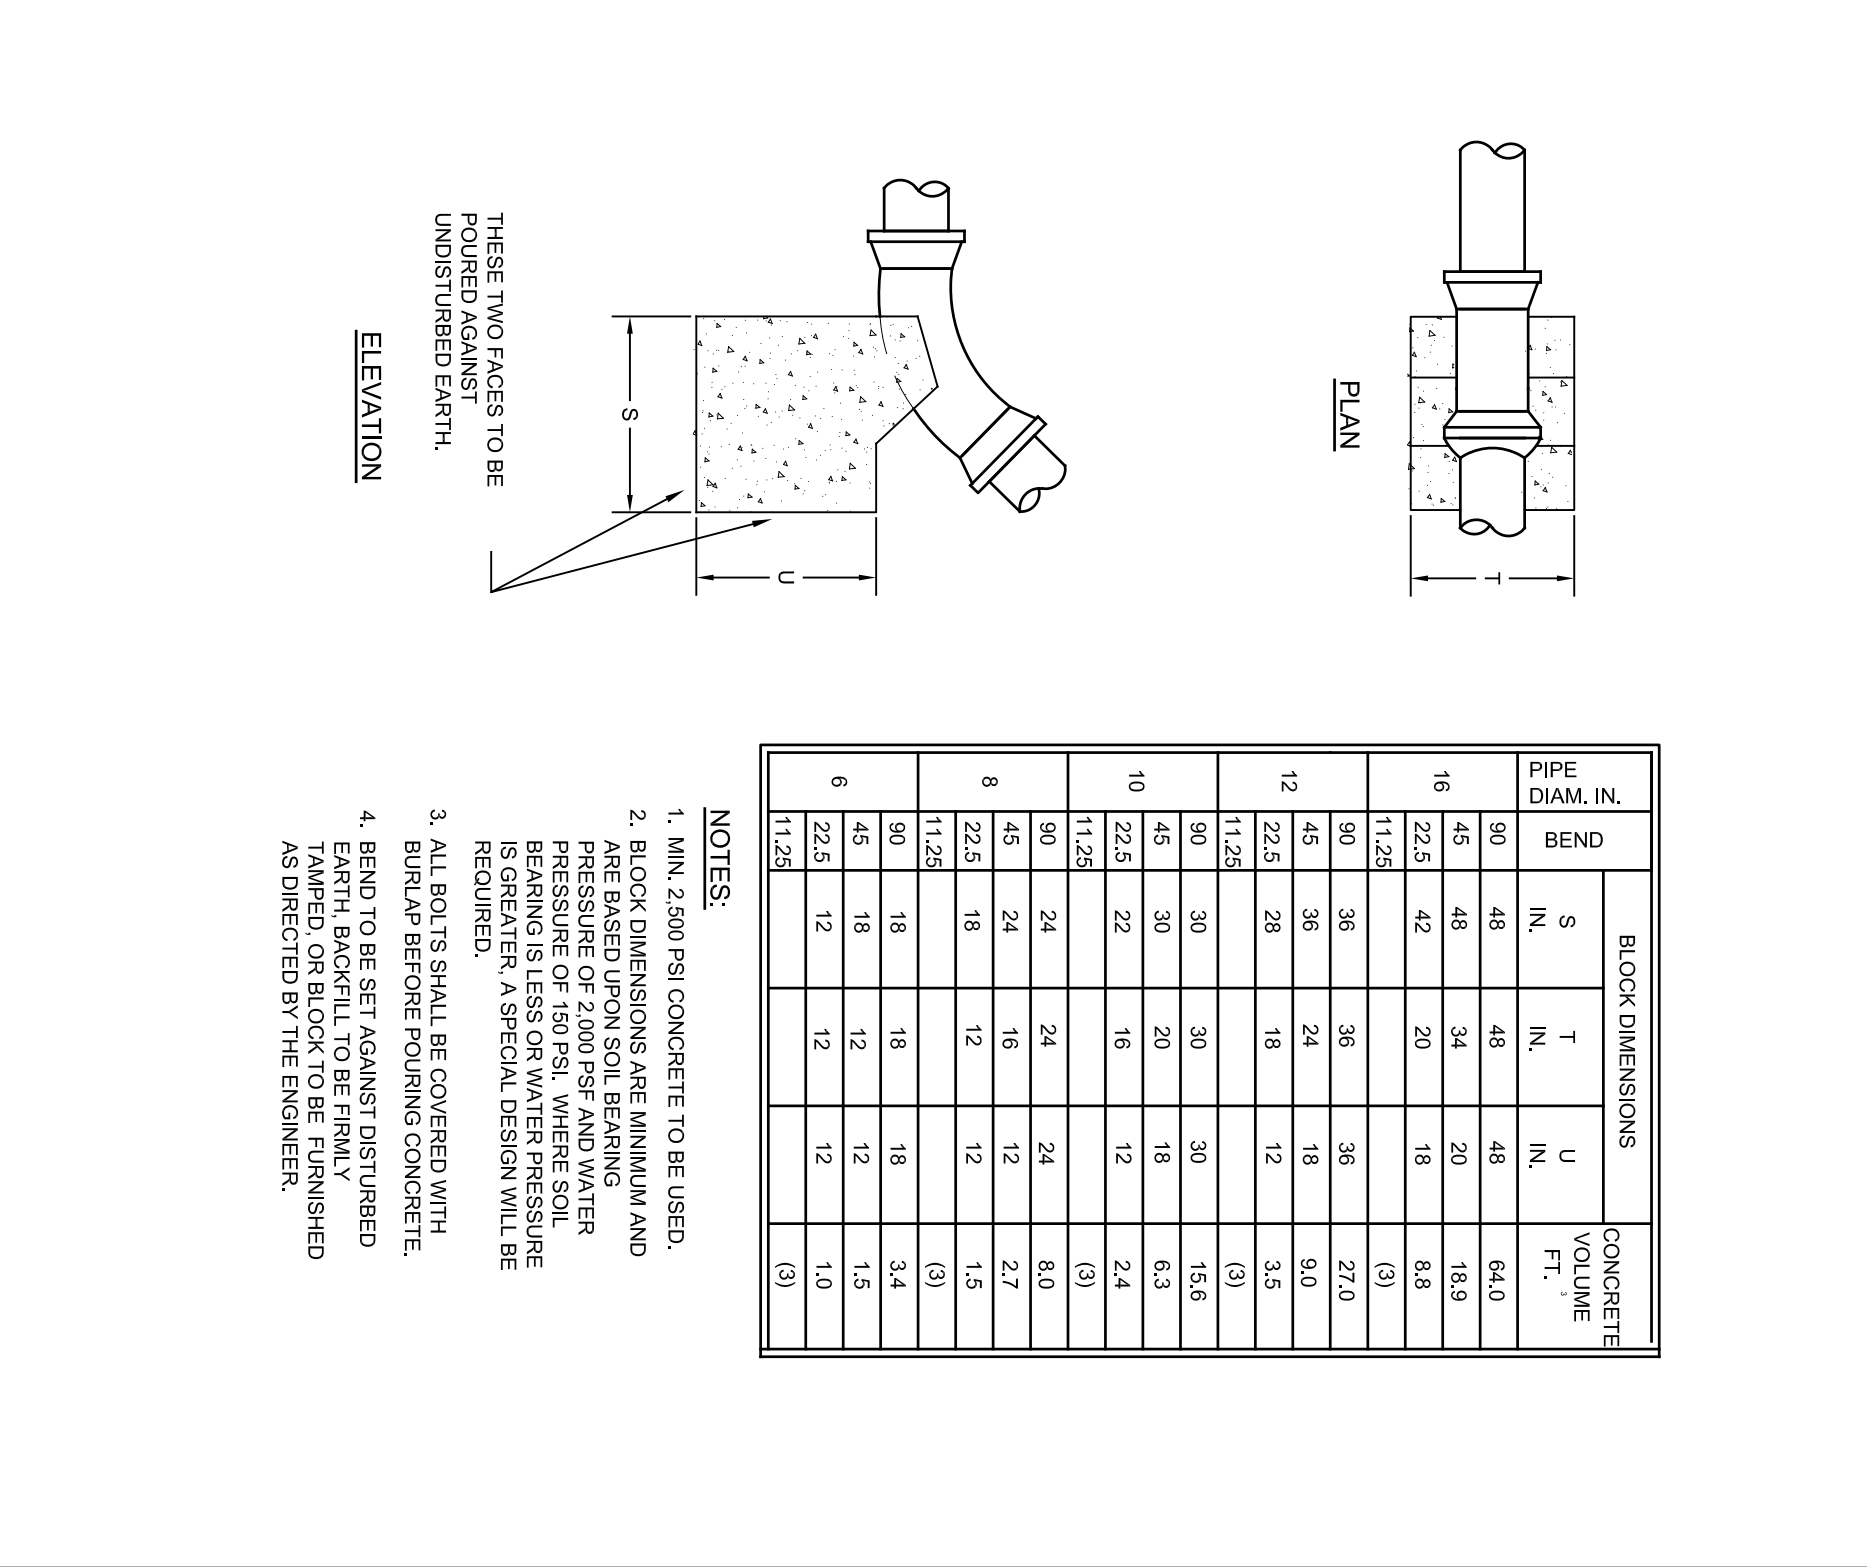 PLAN
T
ELEVATION
S
U
THESE TWO FACES TO BE
POURED AGAINST
UNDISTURBED EARTH.
PIPE DIAM. IN. BEND BLOCK DIMENSIONS CONCRETE VOLUME FT. 3
S IN. T IN. U IN.
16 90 48 48 48 64.0
45 48 34 20 18.9
22.5 42 20 18 8.8
11.25 (3)
12 90 36 36 36 27.0
45 36 24 18 9.0
22.5 28 18 12 3.5
11.25 (3)
10 90 30 30 30 15.6
45 30 20 18 6.3
22.5 22 16 12 2.4
11.25 (3)
8 90 24 24 24 8.0
45 24 16 12 2.7
22.5 18 12 12 1.5
11.25 (3)
6 90 18 18 18 3.4
45 18 12 12 1.5
22.5 12 12 12 1.0
11.25 (3)
NOTES:
1. MIN. 2,500 PSI CONCRETE TO BE USED.
2. BLOCK DIMENSIONS ARE MINIMUM AND
ARE BASED UPON SOIL BEARING
PRESSURE OF 2,000 PSF AND WATER
PRESSURE OF 150 PSI. WHERE SOIL
BEARING IS LESS OR WATER PRESSURE
IS GREATER, A SPECIAL DESIGN WILL BE
REQUIRED.
3. ALL BOLTS SHALL BE COVERED WITH
BURLAP BEFORE POURING CONCRETE.
4. BEND TO BE SET AGAINST DISTURBED
EARTH, BACKFILL TO BE FIRMLY
TAMPED, OR BLOCK TO BE FURNISHED
AS DIRECTED BY THE ENGINEER.